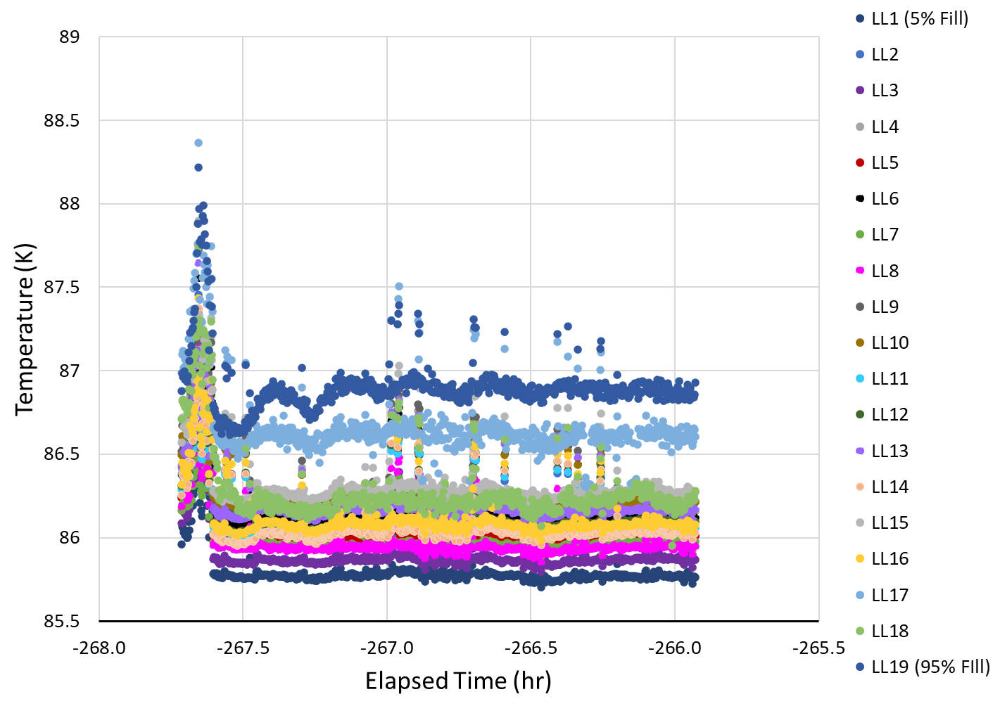 89
88.5
88
87.5
87
86.5
86
85.5
Temperature (K)
-268.0
-267.5
-267.0
-266.5
-266.0
-265.5
Elapsed Time (hr)
LL1 (5% Fill)
LL2
LL3
LL4
LL5
LL6
LL7
LL8
LL9
LL10
LL11
LL12
LL13
LL14
LL15
LL16
LL17
LL18
LL19 (95% FIll)